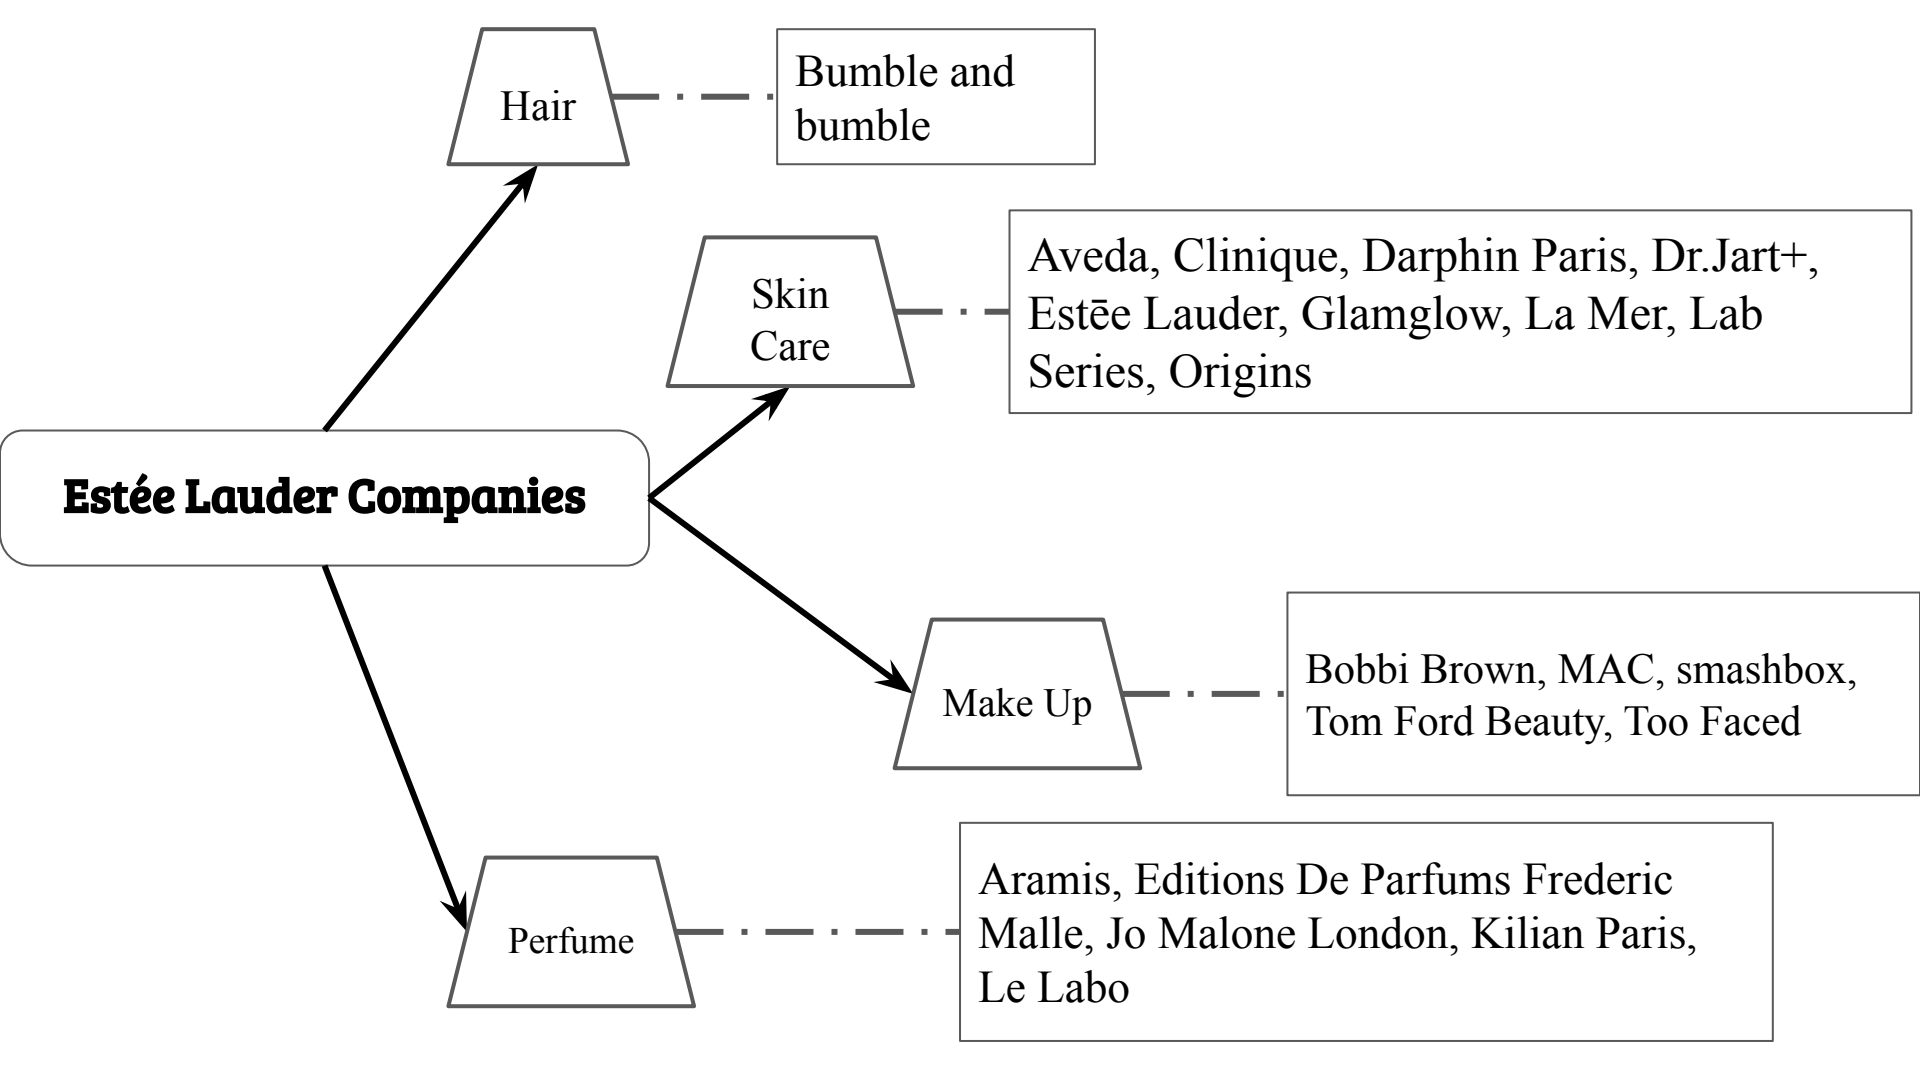 Hair
Bumble and
bumble
Skin
Care
Aveda, Clinique, Darphin Paris, Dr.Jart+,
Estēe Lauder, Glamglow, La Mer, Lab
Series, Origins
Estée Lauder Companies
Make Up
Bobbi Brown, MAC, smashbox,
Tom Ford Beauty, Too Faced
Perfume
Aramis, Editions De Parfums Frederic
Malle, Jo Malone London, Kilian Paris,
Le Labo